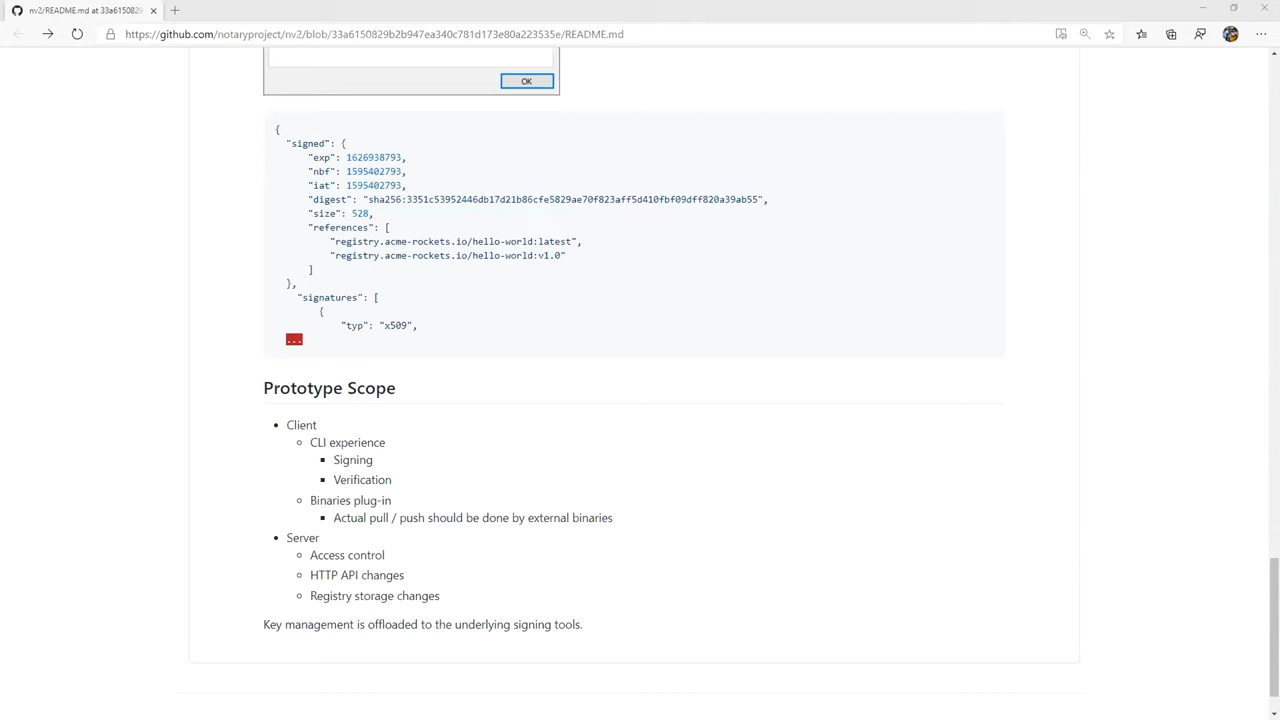 nv2/README.md at 33a6150829
https://github.com/notaryproject/nv2/blob/33a6150829b2b947ea340c781d173e80a223535e/README.md
OK
{
"signed": {
"exp": 1626938793,
"nbf": 1595402793,
"iat": 1595402793,
"digest": "sha256:3351c53952446db17d21b86cfe5829ae70f823aff5d410fbf09dff820a39ab55",
"size": 528,
"references": [
"registry.acme-rockets.io/hello-world:latest",
"registry.acme-rockets.io/hello-world:v1.0"
]
},
"signatures": [
{
"typ": "x509",
...
Prototype Scope
• Client
○ CLI experience
▪ Signing
▪ Verification
○ Binaries plug-in
▪ Actual pull / push should be done by external binaries
• Server
○ Access control
○ HTTP API changes
○ Registry storage changes
Key management is offloaded to the underlying signing tools.